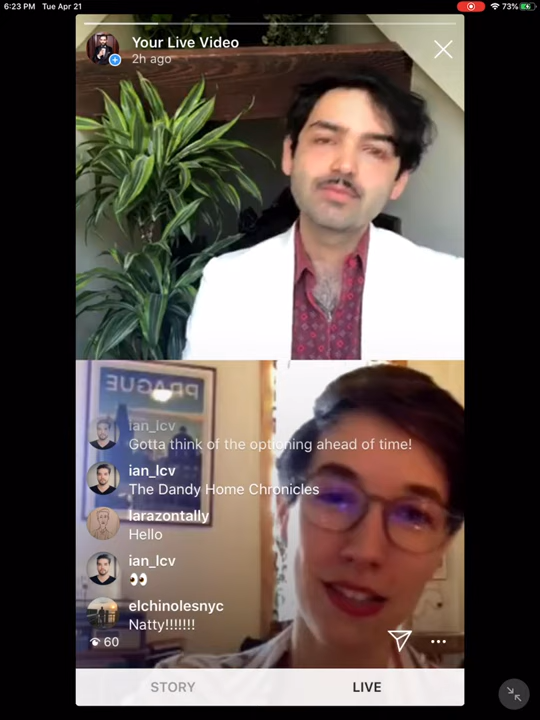 6:23 PM Tue Apr 21
73%
Your Live Video
2h ago
PRAGUE
ian_lcv
Gotta think of the optioning ahead of time!
ian_lcv
The Dandy Home Chronicles
larazontally
Hello
ian_lcv
👀
elchinolesnyc
Natty!!!!!!!
60
STORY
LIVE